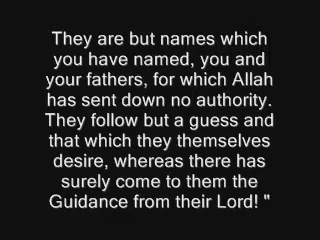 They are but names which
you have named, you and
your fathers, for which Allah
has sent down no authority.
They follow but a guess and
that which they themselves
desire, whereas there has
surely come to them the
Guidance from their Lord! "